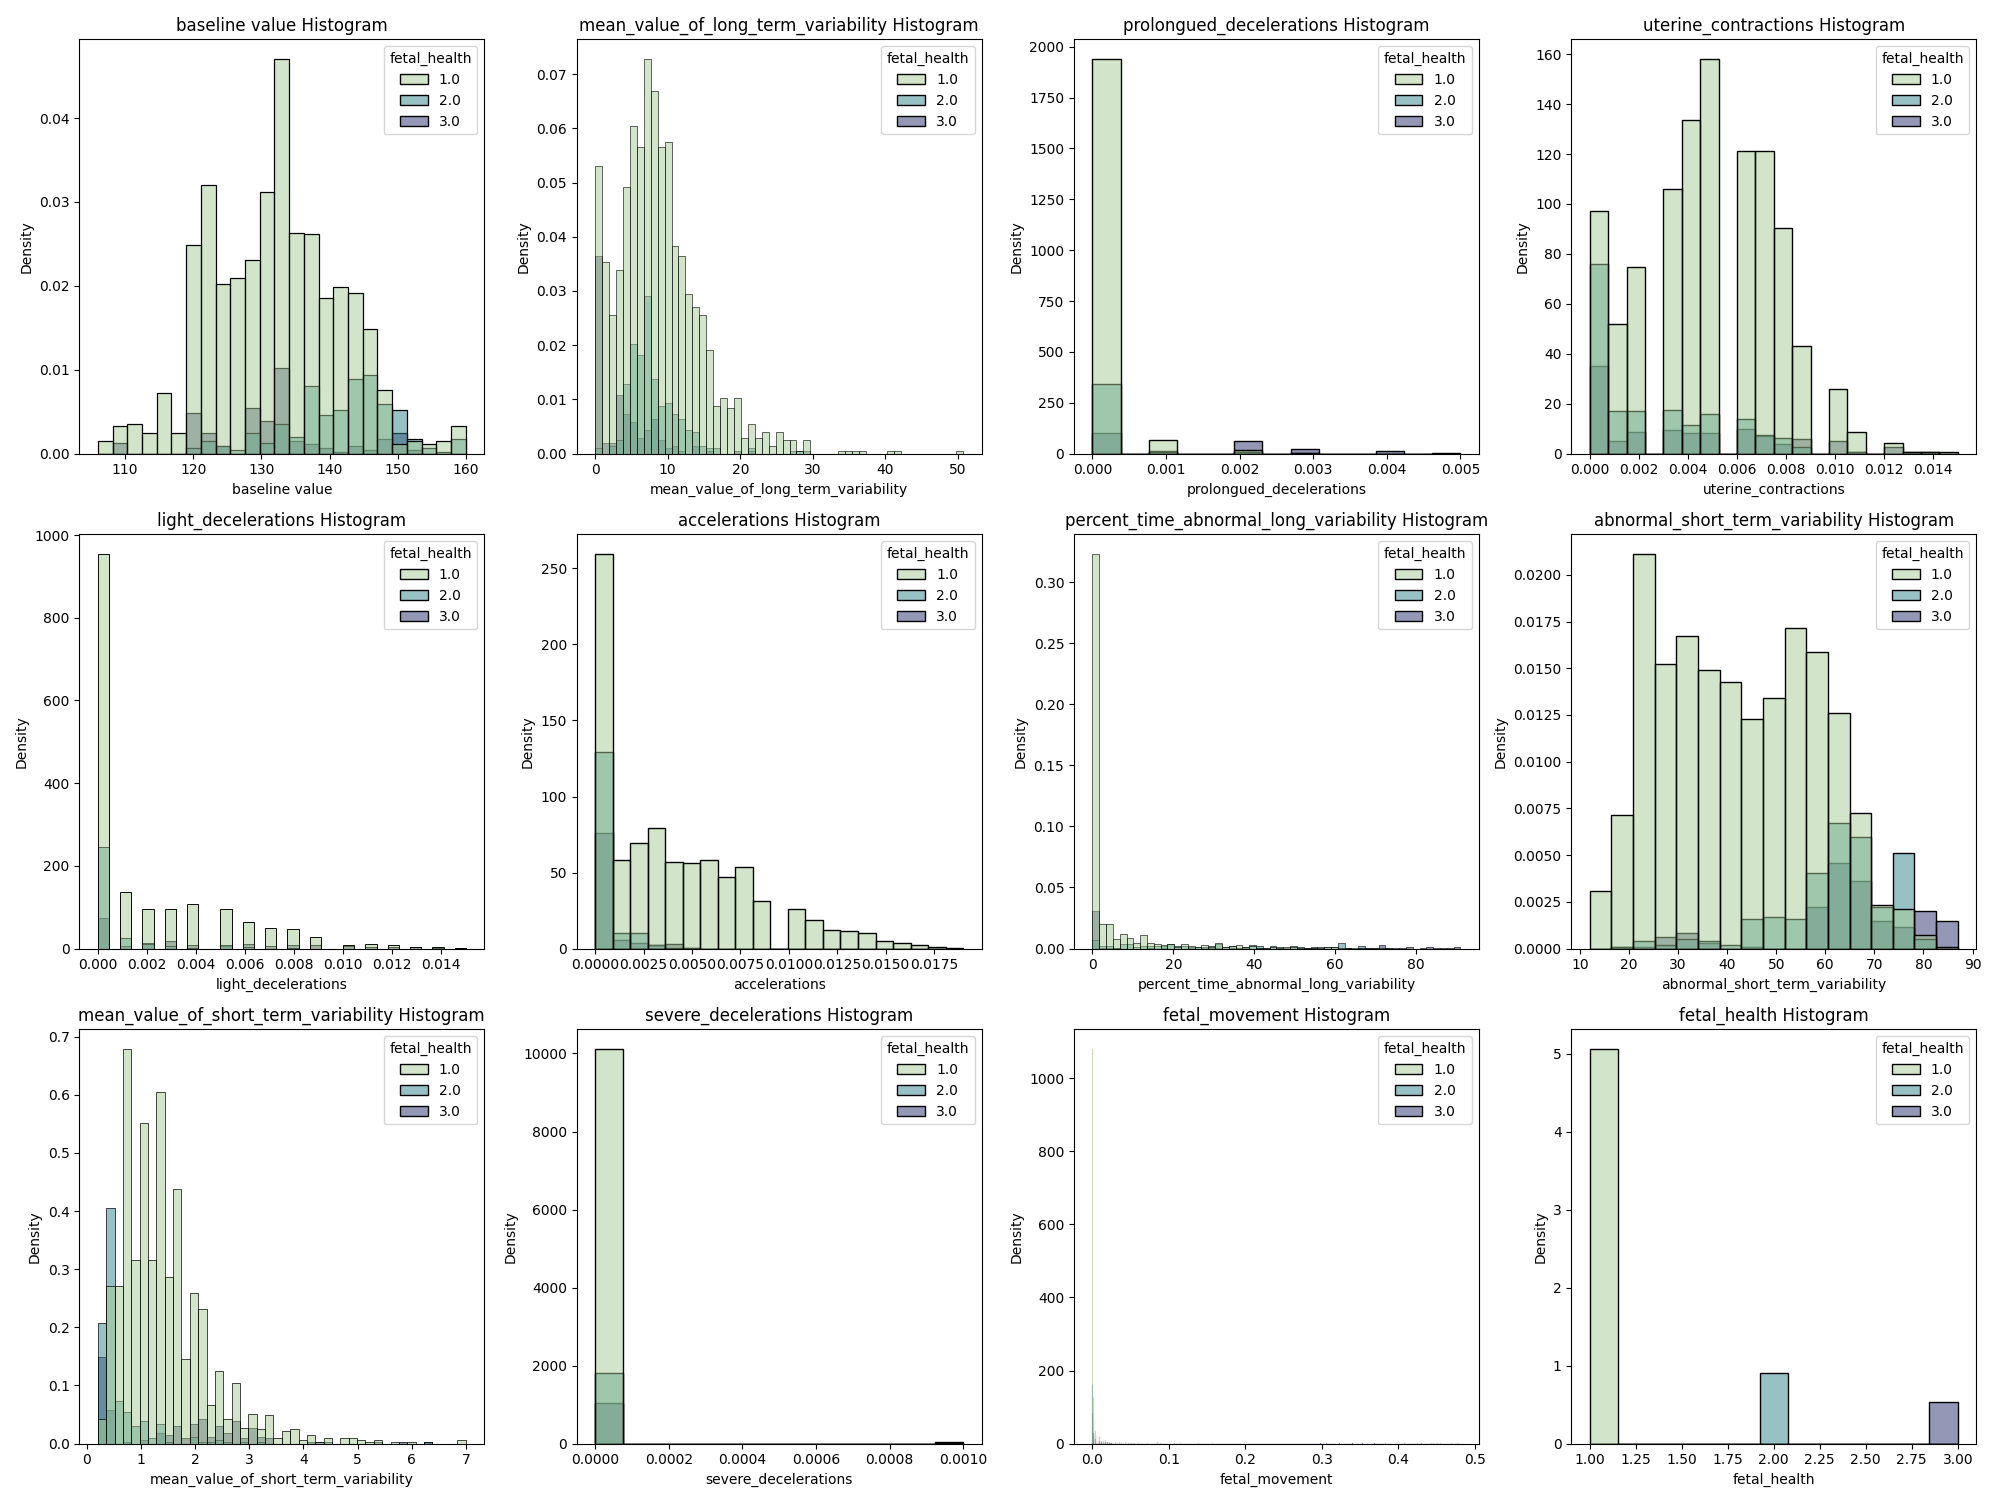 baseline value Histogram
fetal_health
1.0
2.0
3.0
Density
0.04
0.03
0.02
0.01
0.00
110 120 130 140 150 160
baseline value
mean_value_of_long_term_variability Histogram
fetal_health
1.0
2.0
3.0
Density
0.07
0.06
0.05
0.04
0.03
0.02
0.01
0.00
0 10 20 30 40 50
mean_value_of_long_term_variability
prolongued_decelerations Histogram
fetal_health
1.0
2.0
3.0
Density
2000
1750
1500
1250
1000
750
500
250
0
0.000 0.001 0.002 0.003 0.004 0.005
prolongued_decelerations
uterine_contractions Histogram
fetal_health
1.0
2.0
3.0
Density
160
140
120
100
80
60
40
20
0
0.000 0.002 0.004 0.006 0.008 0.010 0.012 0.014
uterine_contractions
light_decelerations Histogram
fetal_health
1.0
2.0
3.0
Density
1000
800
600
400
200
0
0.000 0.002 0.004 0.006 0.008 0.010 0.012 0.014
light_decelerations
accelerations Histogram
fetal_health
1.0
2.0
3.0
Density
250
200
150
100
50
0
0.0000 0.0025 0.0050 0.0075 0.0100 0.0125 0.0150 0.0175
accelerations
percent_time_abnormal_long_variability Histogram
fetal_health
1.0
2.0
3.0
Density
0.30
0.25
0.20
0.15
0.10
0.05
0.00
0 20 40 60 80
percent_time_abnormal_long_variability
abnormal_short_term_variability Histogram
fetal_health
1.0
2.0
3.0
Density
0.0200
0.0175
0.0150
0.0125
0.0100
0.0075
0.0050
0.0025
0.0000
10 20 30 40 50 60 70 80 90
abnormal_short_term_variability
mean_value_of_short_term_variability Histogram
fetal_health
1.0
2.0
3.0
Density
0.7
0.6
0.5
0.4
0.3
0.2
0.1
0.0
0 1 2 3 4 5 6 7
mean_value_of_short_term_variability
severe_decelerations Histogram
fetal_health
1.0
2.0
3.0
Density
10000
8000
6000
4000
2000
0
0.0000 0.0002 0.0004 0.0006 0.0008 0.0010
severe_decelerations
fetal_movement Histogram
fetal_health
1.0
2.0
3.0
Density
1000
800
600
400
200
0
0.0 0.1 0.2 0.3 0.4 0.5
fetal_movement
fetal_health Histogram
fetal_health
1.0
2.0
3.0
Density
5
4
3
2
1
0
1.00 1.25 1.50 1.75 2.00 2.25 2.50 2.75 3.00
fetal_health